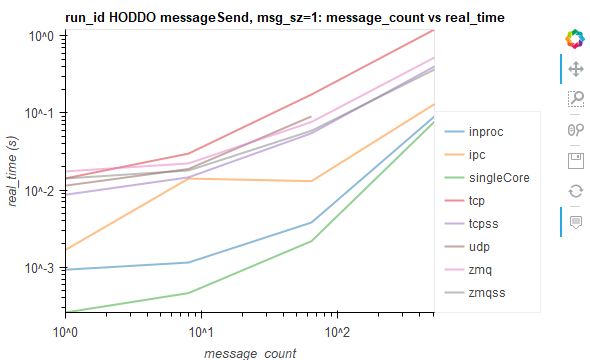 run_id HODDO messageSend, msg_sz=1: message_count vs real_time
10^0
10^-1
10^-2
10^-3
real_time (s)
10^0
10^1
10^2
message_count
inproc
ipc
singleCore
tcp
tcpss
udp
zmq
zmqss